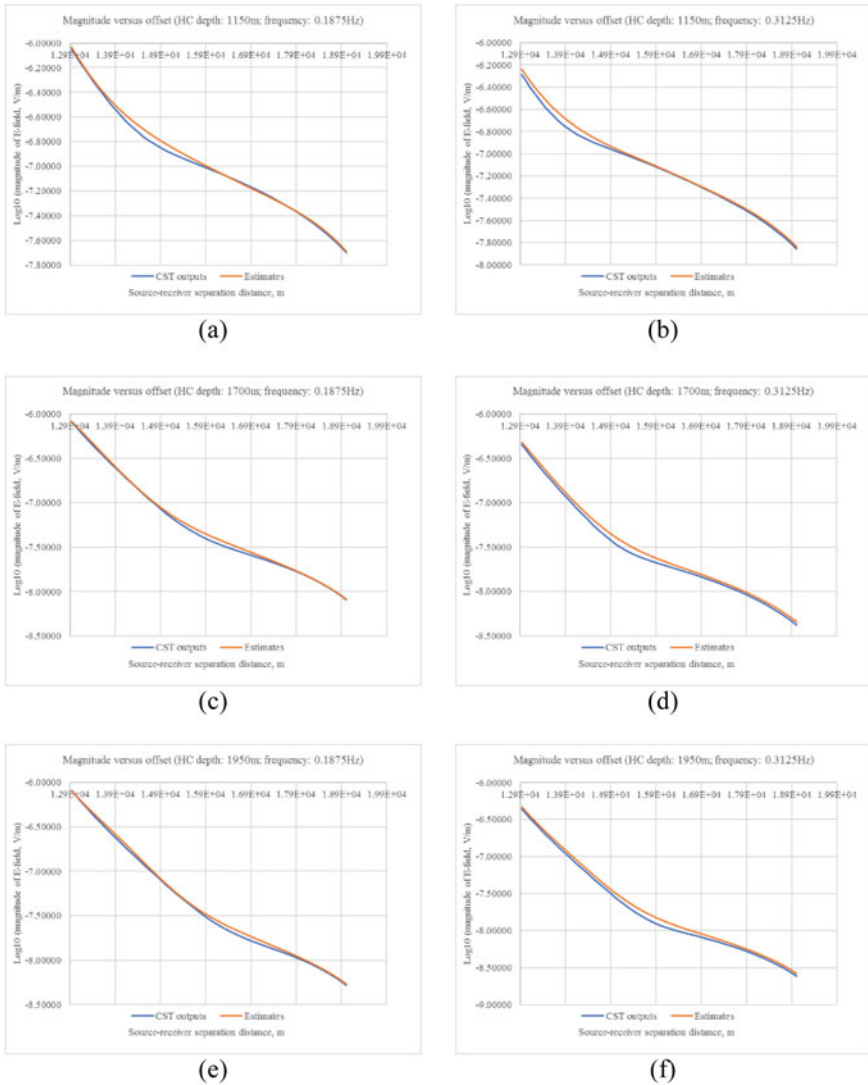 Magnitude versus offset (HC depth: 1150m; frequency: 0.1875Hz)
-6.00000
1.29E+04 1.39E+04 1.49E+04 1.59E+04 1.69E+04 1.79E+04 1.89E+04 1.99E+04
-6.20000
-6.40000
-6.60000
-6.80000
-7.00000
-7.20000
-7.40000
-7.60000
-7.80000
Log10 (magnitude of E-field, V/m)
CST outputs Estimates
Source-receiver separation distance, m
(a)
Magnitude versus offset (HC depth: 1150m; frequency: 0.3125Hz)
-6.00000
1.29E+04 1.39E+04 1.49E+04 1.59E+04 1.69E+04 1.79E+04 1.89E+04 1.99E+04
-6.20000
-6.40000
-6.60000
-6.80000
-7.00000
-7.20000
-7.40000
-7.60000
-7.80000
-8.00000
Log10 (magnitude of E-field, V/m)
CST outputs Estimates
Source-receiver separation distance, m
(b)
Magnitude versus offset (HC depth: 1700m; frequency: 0.1875Hz)
-6.00000
1.29E+04 1.39E+04 1.49E+04 1.59E+04 1.69E+04 1.79E+04 1.89E+04 1.99E+04
-6.50000
-7.00000
-7.50000
-8.00000
-8.50000
Log10 (magnitude of E-field, V/m)
CST outputs Estimates
Source-receiver separation distance, m
(c)
Magnitude versus offset (HC depth: 1700m; frequency: 0.3125Hz)
-6.00000
1.29E+04 1.39E+04 1.49E+04 1.59E+04 1.69E+04 1.79E+04 1.89E+04 1.99E+04
-6.50000
-7.00000
-7.50000
-8.00000
-8.50000
Log10 (magnitude of E-field, V/m)
CST outputs Estimates
Source-receiver separation distance, m
(d)
Magnitude versus offset (HC depth: 1950m; frequency: 0.1875Hz)
-6.00000
1.29E+04 1.39E+04 1.49E+04 1.59E+04 1.69E+04 1.79E+04 1.89E+04 1.99E+04
-6.50000
-7.00000
-7.50000
-8.00000
-8.50000
Log10 (magnitude of E-field, V/m)
CST outputs Estimates
Source-receiver separation distance, m
(e)
Magnitude versus offset (HC depth: 1950m; frequency: 0.3125Hz)
-6.00000
1.29E+04 1.39E+04 1.49E+04 1.59E+04 1.69E+04 1.79E+04 1.89E+04 1.99E+04
-6.50000
-7.00000
-7.50000
-8.00000
-8.50000
-9.00000
Log10 (magnitude of E-field, V/m)
CST outputs Estimates
Source-receiver separation distance, m
(f)